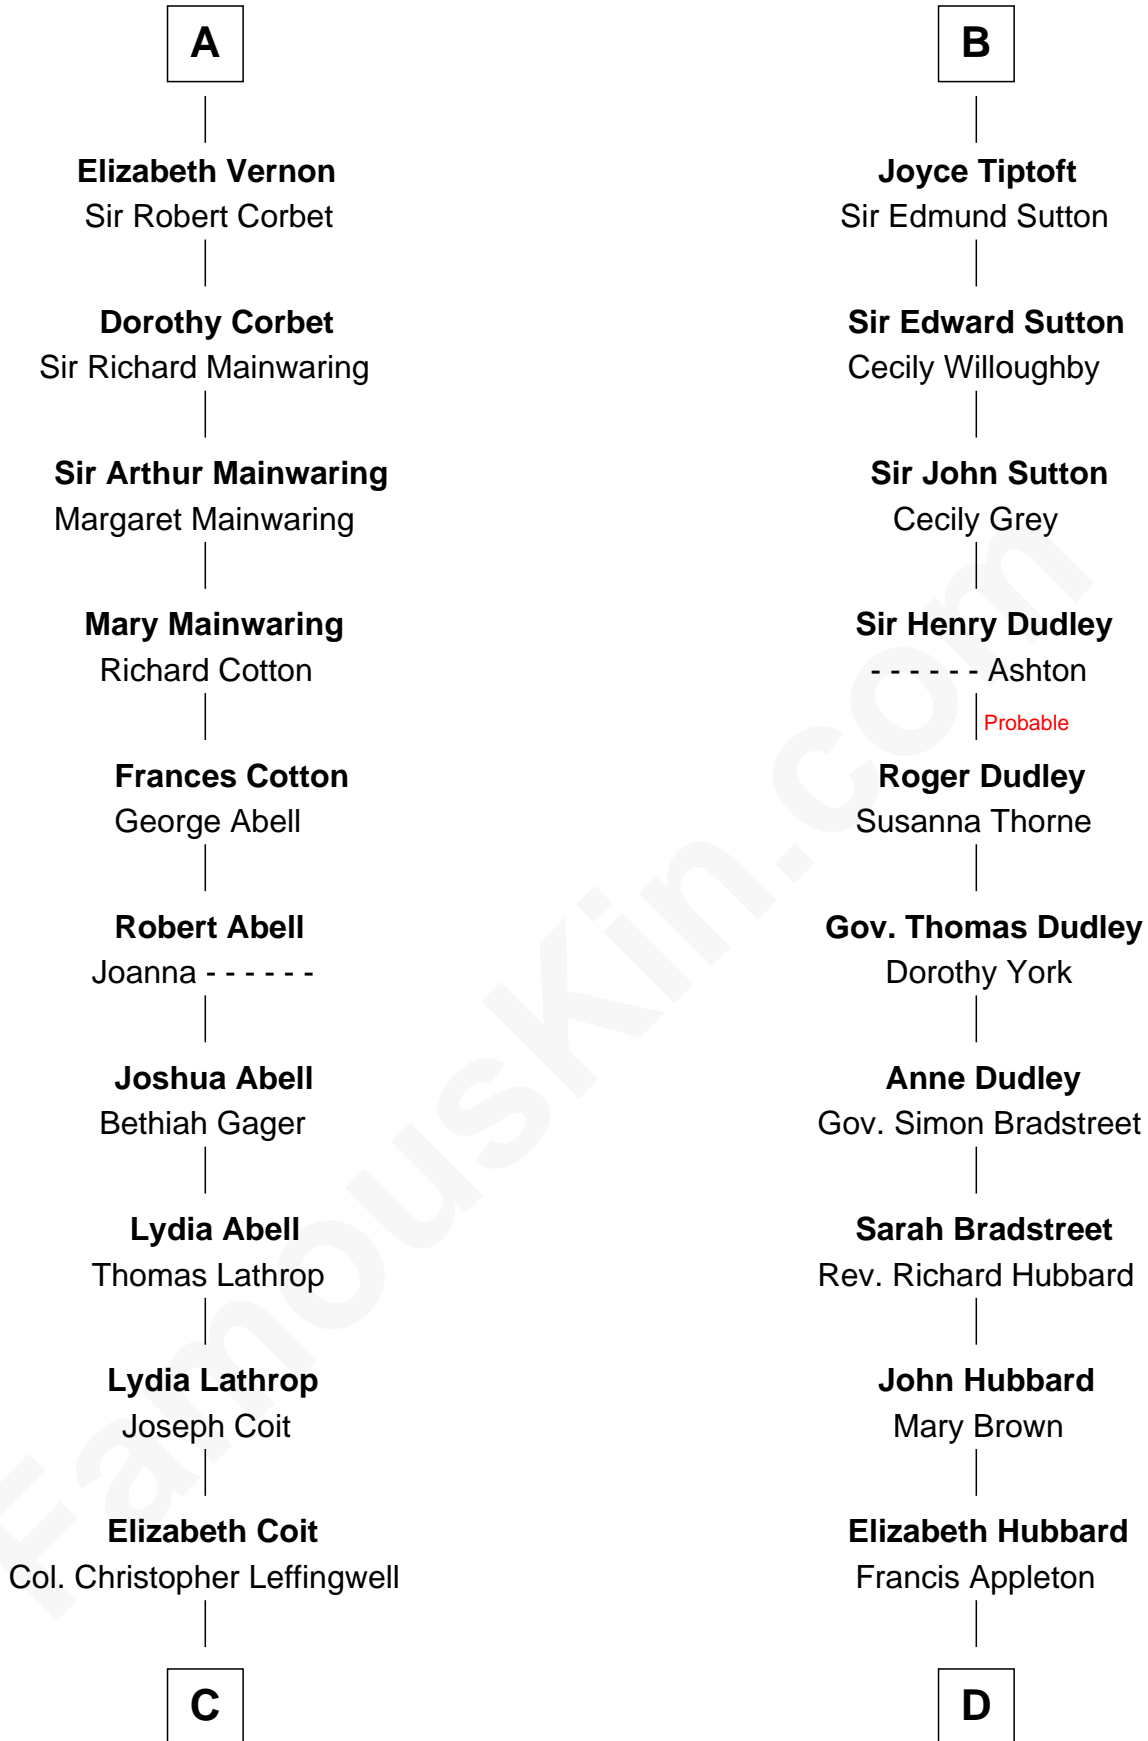 A
Elizabeth Vernon
Sir Robert Corbet
Dorothy Corbet
Sir Richard Mainwaring
Sir Arthur Mainwaring
Margaret Mainwaring
Mary Mainwaring
Richard Cotton
Frances Cotton
George Abell
Robert Abell
Joanna - - - - - -
Joshua Abell
Bethiah Gager
Lydia Abell
Thomas Lathrop
Lydia Lathrop
Joseph Coit
Elizabeth Coit
Col. Christopher Leffingwell
C
B
Joyce Tiptoft
Sir Edmund Sutton
Sir Edward Sutton
Cecily Willoughby
Sir John Sutton
Cecily Grey
Sir Henry Dudley
- - - - - - Ashton
Probable
Roger Dudley
Susanna Thorne
Gov. Thomas Dudley
Dorothy York
Anne Dudley
Gov. Simon Bradstreet
Sarah Bradstreet
Rev. Richard Hubbard
John Hubbard
Mary Brown
Elizabeth Hubbard
Francis Appleton
D
FamousKin.com